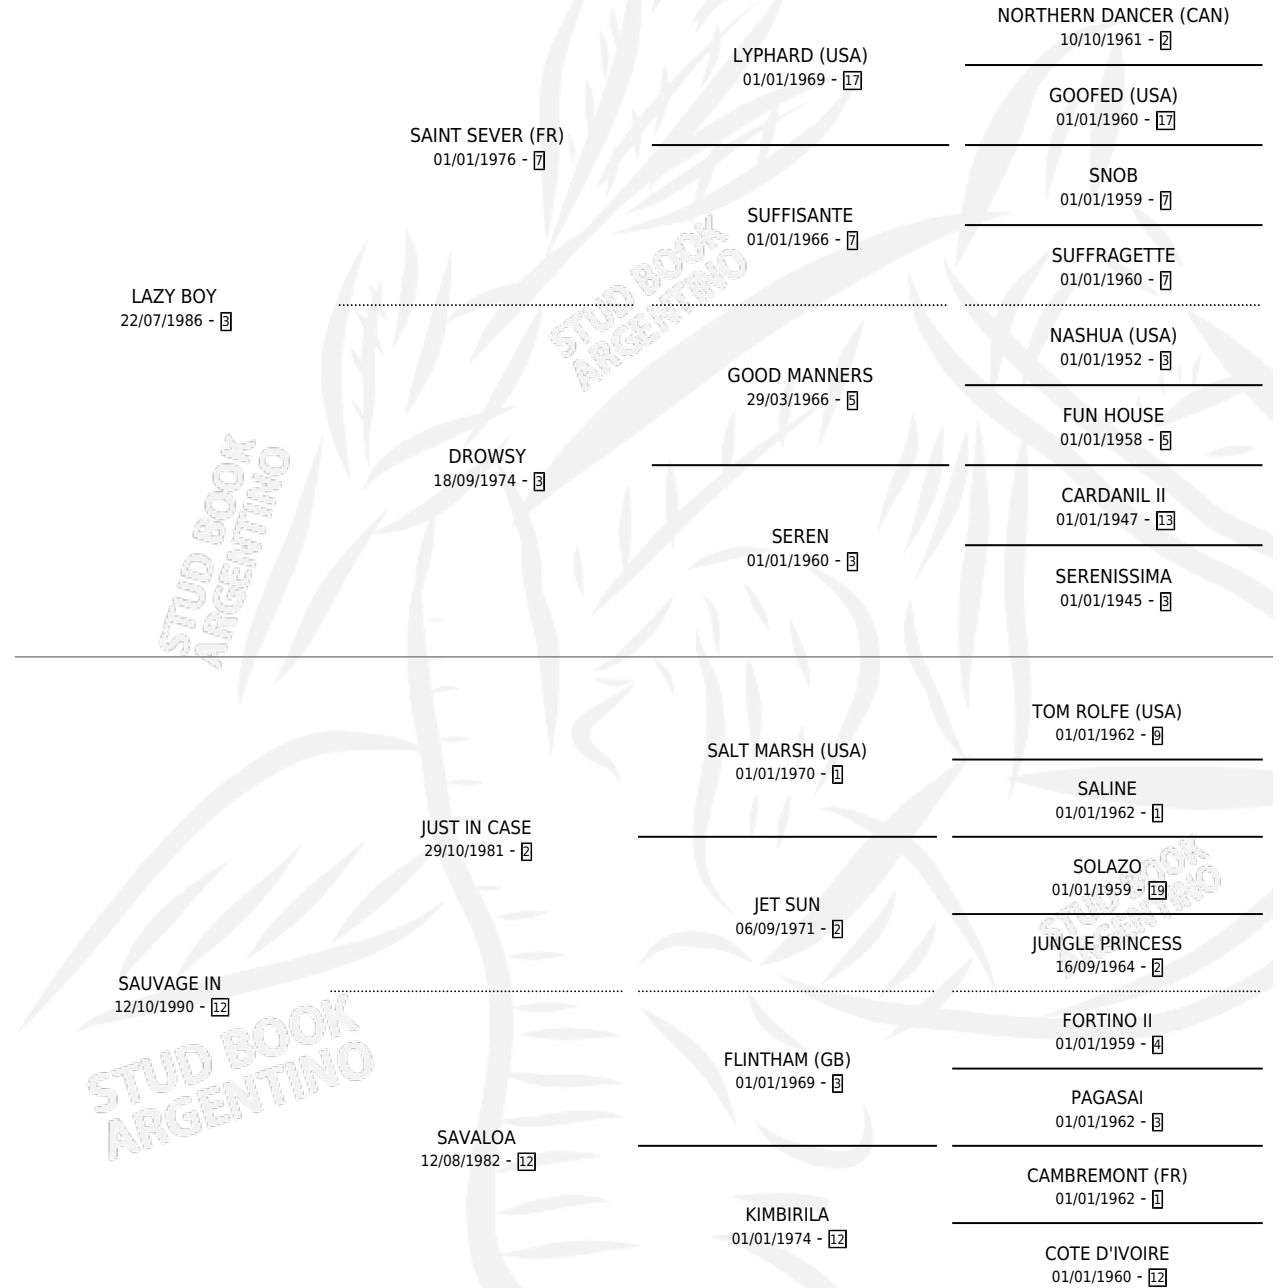 NORTHERN DANCER (CAN)
10/10/1961 - 2
LYPHARD (USA)
01/01/1969 - 17
GOOFED (USA)
01/01/1960 - 17
SAINT SEVER (FR)
01/01/1976 - 7
SNOB
01/01/1959 - 7
SUFFISANTE
01/01/1966 - 7
SUFFRAGETTE
01/01/1960 - 7
LAZY BOY
22/07/1986 - 3
NASHUA (USA)
01/01/1952 - 3
GOOD MANNERS
29/03/1966 - 5
FUN HOUSE
01/01/1958 - 5
DROWSY
18/09/1974 - 3
CARDANIL II
01/01/1947 - 13
SEREN
01/01/1960 - 3
SERENISSIMA
01/01/1945 - 3
STUD BOOK
ARGENTINO
STUD BOOK
ARGENTINO
TOM ROLFE (USA)
01/01/1962 - 9
SALT MARSH (USA)
01/01/1970 - 1
SALINE
01/01/1962 - 1
JUST IN CASE
29/10/1981 - 2
SOLAZO
01/01/1959 - 19
JET SUN
06/09/1971 - 2
JUNGLE PRINCESS
16/09/1964 - 2
STUD BOOK
ARGENTINO
SAUVAGE IN
12/10/1990 - 12
FORTINO II
01/01/1959 - 4
FLINTHAM (GB)
01/01/1969 - 3
PAGASAI
01/01/1962 - 3
STUD BOOK
ARGENTINO
SAVALOA
12/08/1982 - 12
CAMBREMONT (FR)
01/01/1962 - 1
KIMBIRILA
01/01/1974 - 12
COTE D'IVOIRE
01/01/1960 - 12